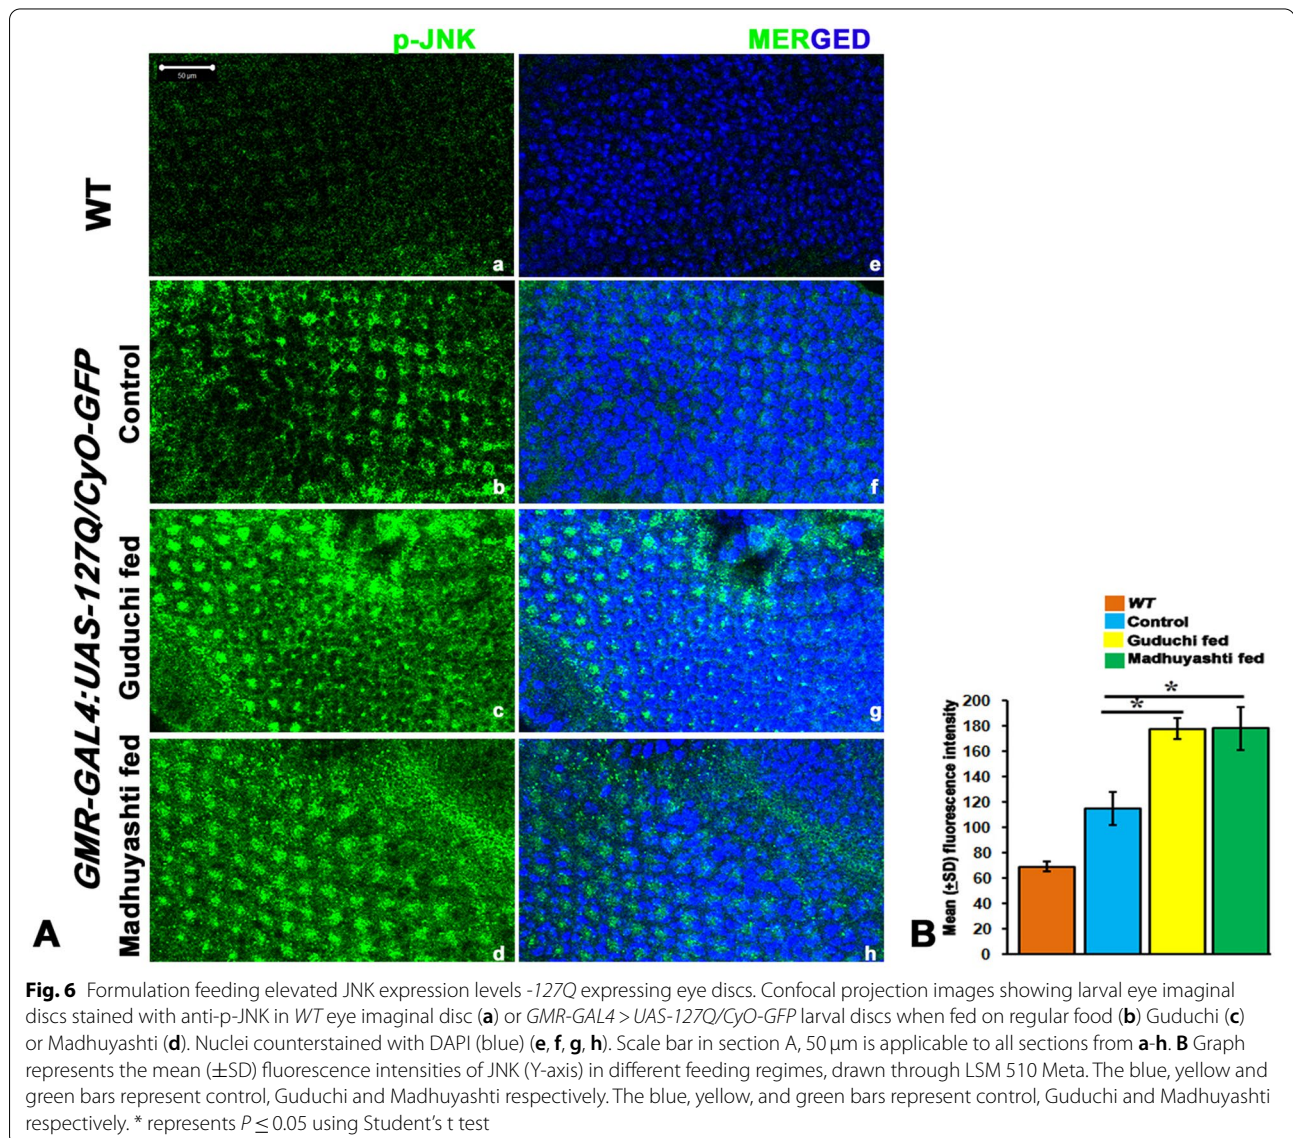 p-JNK MERGED
50 µm
WT
a e
GMR-GAL4:UAS-127Q/CyO-GFP
Control
b f
Guduchi fed
c g
Madhuyashti fed
d h
A
WT
Control
Guduchi fed
Madhuyashti fed
Mean (±SD) fluorescence intensity
200
180
160
140
120
100
80
60
40
20
0
*
*
B
Fig. 6 Formulation feeding elevated JNK expression levels -127Q expressing eye discs. Confocal projection images showing larval eye imaginal
discs stained with anti-p-JNK in WT eye imaginal disc (a) or GMR-GAL4 > UAS-127Q/CyO-GFP larval discs when fed on regular food (b) Guduchi (c)
or Madhuyashti (d). Nuclei counterstained with DAPI (blue) (e, f, g, h). Scale bar in section A, 50 µm is applicable to all sections from a-h. B Graph
represents the mean (±SD) fluorescence intensities of JNK (Y-axis) in different feeding regimes, drawn through LSM 510 Meta. The blue, yellow and
green bars represent control, Guduchi and Madhuyashti respectively. The blue, yellow, and green bars represent control, Guduchi and Madhuyashti
respectively. * represents P ≤ 0.05 using Student's t test